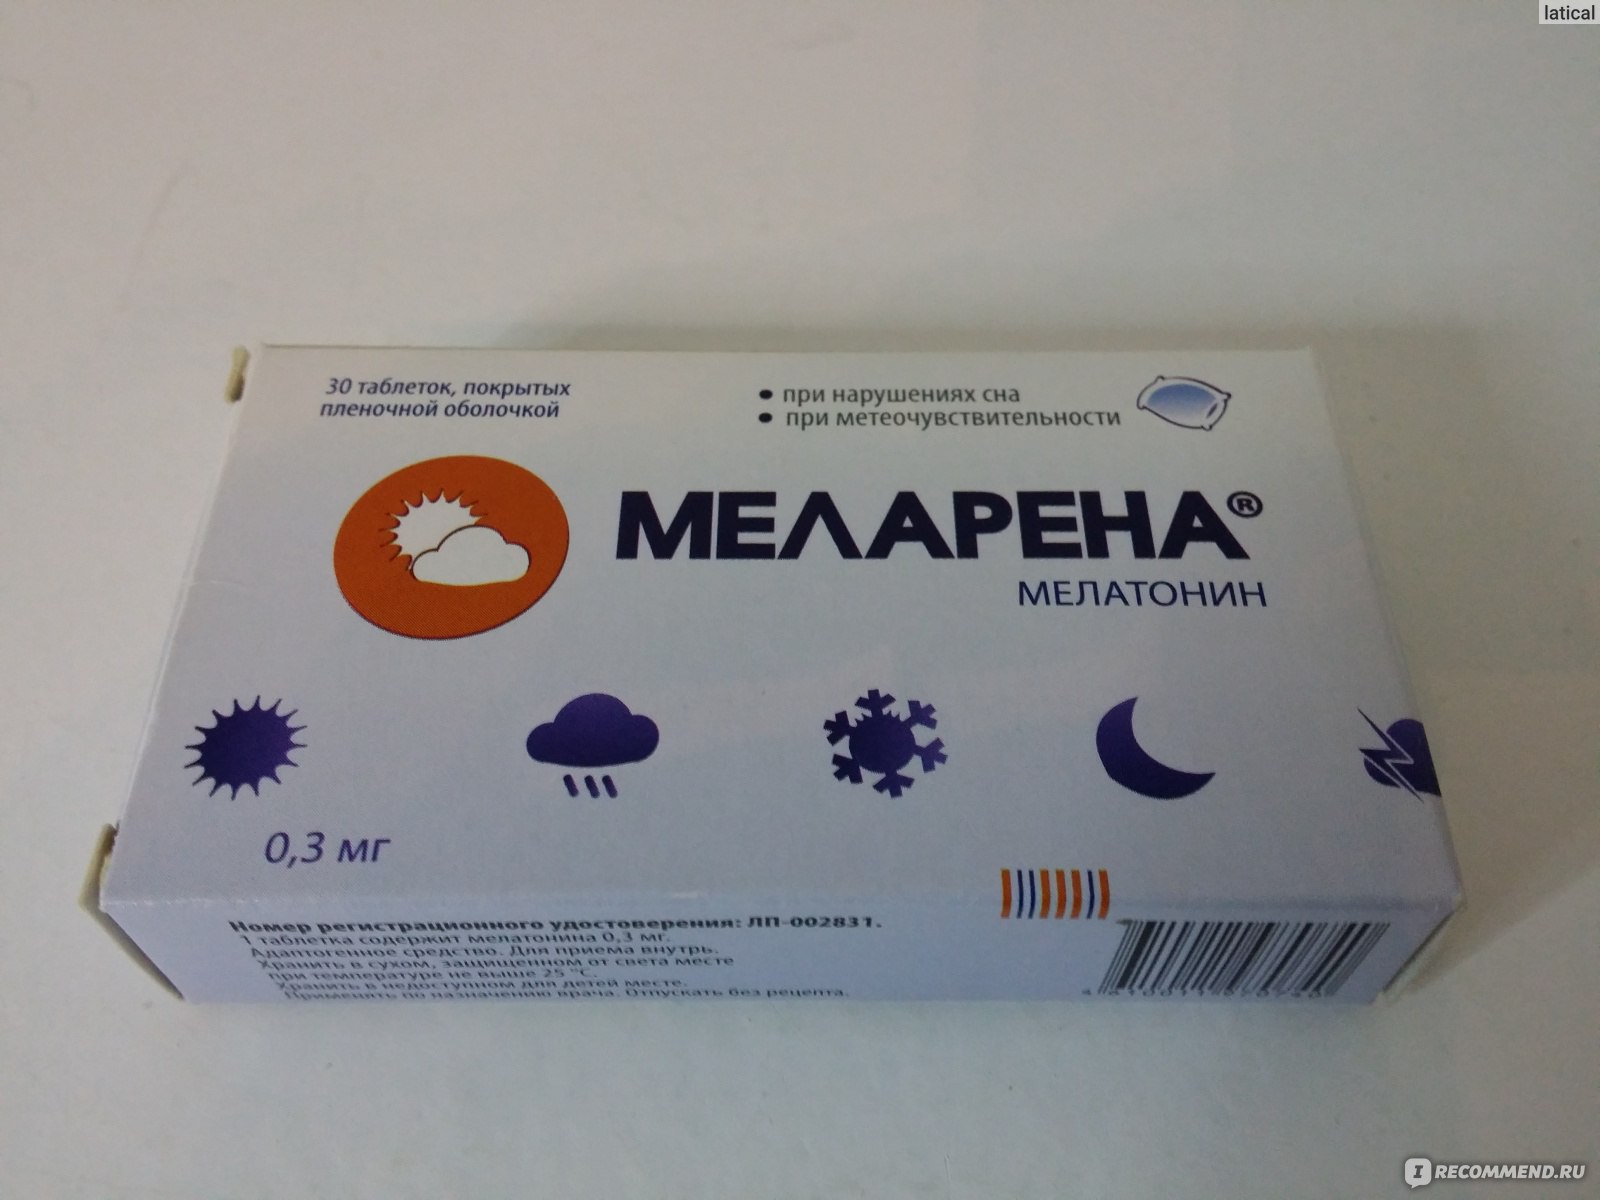 latical
30 таблеток, покрытых
пленочной оболочкой
• при нарушениях сна
• при метеочувствительности
МЕЛАРЕНА®
МЕЛАТОНИН
0,3 мг
Номер регистрационного удостоверения: ЛП-002831.
1 таблетка содержит мелатонина 0,3 мг.
Адаптогенное средство. Для приема внутрь.
Хранить в сухом, защищенном от света месте
при температуре не выше 25 °С.
Хранить в недоступном для детей месте.
Применять по назначению врача. Отпускать без рецепта.
IRECOMMEND.RU